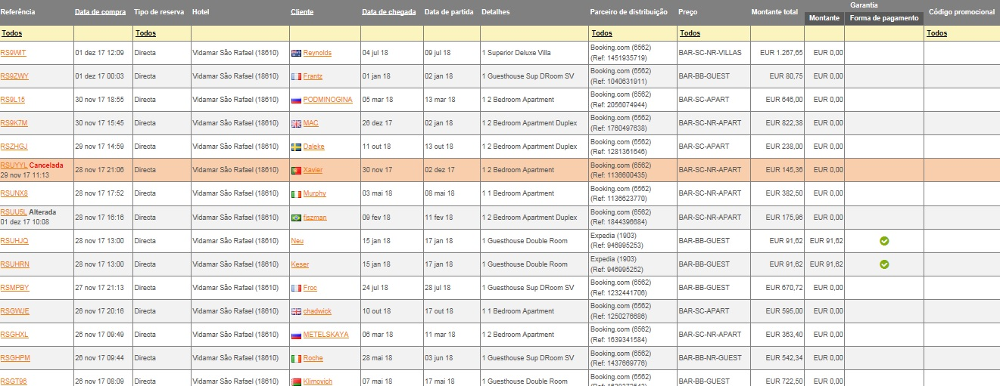 Garantia
Referência Data de compra Tipo de reserva Hotel Cliente Data de chegada Data de partida Detalhes Parceiro de distribuição Preço Montante total Montante Forma de pagamento Código promocional
Todos Todos Todos Todos Todos
RS9WIT 01 dez 17 12:09 Directa Vidamar São Rafael (18610) Reynolds 04 jul 18 09 jul 18 1 Superior Deluxe Villa Booking.com (6562) BAR-SC-NR-VILLAS EUR 1.267,65 EUR 0,00
(Ref: 1451935719)
RS9ZWY 01 dez 17 00:03 Directa Vidamar São Rafael (18610) Frantz 01 jan 18 02 jan 18 1 Guesthouse Sup DRoom SV Booking.com (6562) BAR-BB-GUEST EUR 80,75 EUR 0,00
(Ref: 1040631911)
RS9L15 30 nov 17 18:55 Directa Vidamar São Rafael (18610) PODMINOGINA 05 mar 18 13 mar 18 1 2 Bedroom Apartment Booking.com (6562) BAR-SC-APART EUR 646,00 EUR 0,00
(Ref: 2056074944)
RS9K7M 30 nov 17 15:45 Directa Vidamar São Rafael (18610) MAC 26 dez 17 02 jan 18 1 2 Bedroom Apartment Duplex Booking.com (6562) BAR-SC-NR-APART EUR 822,38 EUR 0,00
(Ref: 1760497638)
RSZHGJ 29 nov 17 14:59 Directa Vidamar São Rafael (18610) Daleke 11 out 18 13 out 18 1 2 Bedroom Apartment Duplex Booking.com (6562) BAR-SC-APART EUR 238,00 EUR 0,00
(Ref: 1281361646)
RSUYYL Cancelada 28 nov 17 21:06 Directa Vidamar São Rafael (18610) Xavier 30 nov 17 02 dez 17 1 2 Bedroom Apartment Booking.com (6562) BAR-SC-NR-APART EUR 145,36 EUR 0,00
29 nov 17 11:13 (Ref: 1136600435)
RSUNX8 28 nov 17 17:52 Directa Vidamar São Rafael (18610) Murphy 03 mai 18 08 mai 18 1 1 Bedroom Apartment Booking.com (6562) BAR-SC-NR-APART EUR 382,50 EUR 0,00
(Ref: 1136623770)
RSUU5L Alterada 28 nov 17 16:16 Directa Vidamar São Rafael (18610) fiszman 09 fev 18 11 fev 18 1 2 Bedroom Apartment Duplex Booking.com (6562) BAR-SC-NR-APART EUR 175,96 EUR 0,00
01 dez 17 10:08 (Ref: 1844396684)
RSUHJQ 28 nov 17 13:00 Directa Vidamar São Rafael (18610) Neu 15 jan 18 17 jan 18 1 Guesthouse Double Room Expedia (1903) BAR-BB-GUEST EUR 91,62 EUR 91,62
(Ref: 946995253)
RSUHRN 28 nov 17 13:00 Directa Vidamar São Rafael (18610) Keser 15 jan 18 17 jan 18 1 Guesthouse Double Room Expedia (1903) BAR-BB-GUEST EUR 91,62 EUR 91,62
(Ref: 946995252)
RSMPBY 27 nov 17 21:13 Directa Vidamar São Rafael (18610) Froc 24 jul 18 28 jul 18 1 Guesthouse Sup DRoom SV Booking.com (6562) BAR-BB-GUEST EUR 670,72 EUR 0,00
(Ref: 1232441706)
RSGWJE 26 nov 17 20:16 Directa Vidamar São Rafael (18610) chadwick 10 out 18 17 out 18 1 1 Bedroom Apartment Booking.com (6562) BAR-SC-APART EUR 595,00 EUR 0,00
(Ref: 1250276686)
RSGHXL 26 nov 17 09:49 Directa Vidamar São Rafael (18610) METELSKAYA 06 mar 18 11 mar 18 1 2 Bedroom Apartment Booking.com (6562) BAR-SC-NR-APART EUR 363,40 EUR 0,00
(Ref: 1639341584)
RSGHPM 26 nov 17 09:44 Directa Vidamar São Rafael (18610) Roche 28 mai 18 03 jun 18 1 Guesthouse Sup DRoom SV Booking.com (6562) BAR-BB-NR-GUEST EUR 542,34 EUR 0,00
(Ref: 1437669776)
RSGT96 26 nov 17 08:09 Directa Vidamar São Rafael (18610) Klimovich 07 mai 18 17 mai 18 1 Guesthouse Double Room Booking.com (6562) BAR-BB-GUEST EUR 722,50 EUR 0,00